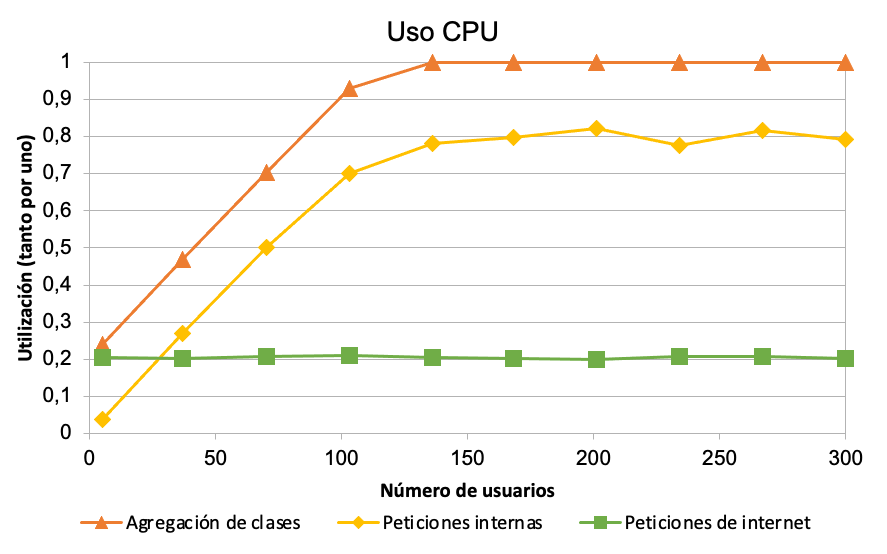 Uso CPU
1
0,9
0,8
0,7
0,6
0,5
0,4
0,3
0,2
0,1
0
Utilización (tanto por uno)
0 50 100 150 200 250 300
Número de usuarios
Agregación de clases Peticiones internas Peticiones de internet